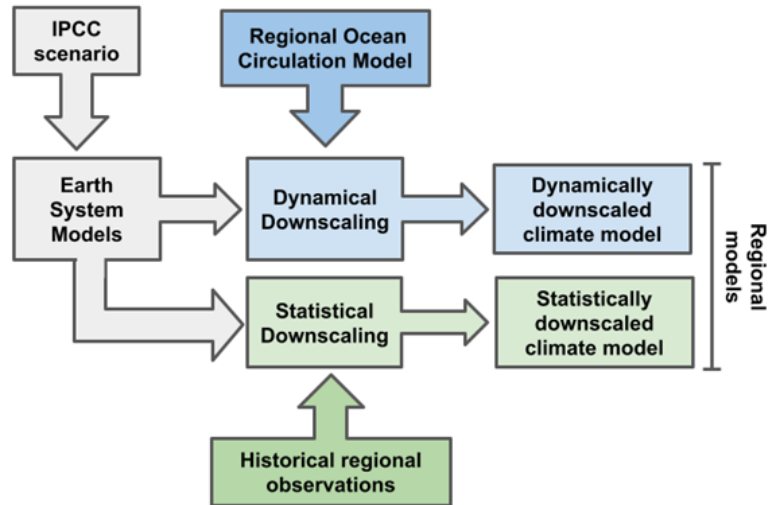 IPCC
scenario
Regional Ocean
Circulation Model
Earth
System
Models
Dynamical
Downscaling
Dynamically
downscaled
climate model
Statistical
Downscaling
Statistically
downscaled
climate model
Regional
models
Historical regional
observations